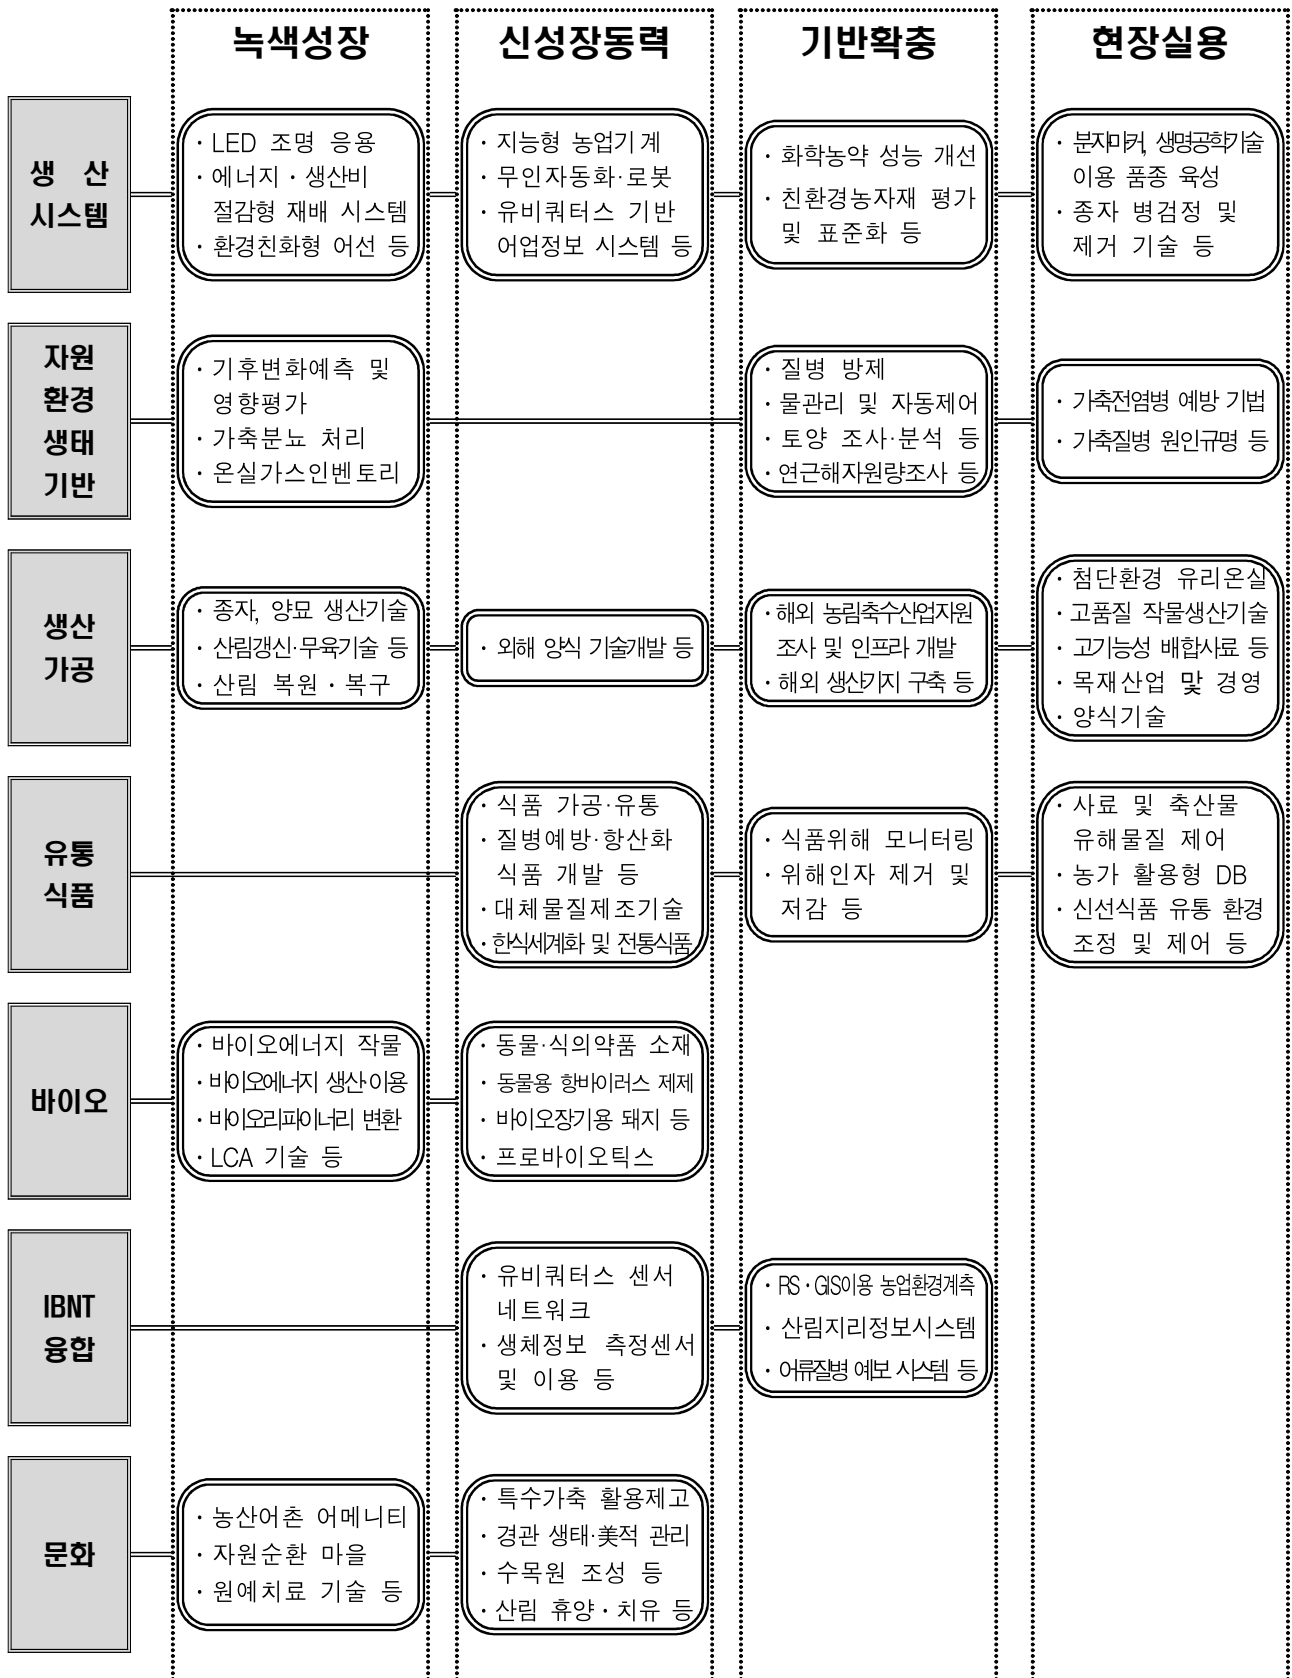 녹색성장
신성장동력
기반확충
현장실용
생 산
시스템
· LED 조명 응용
· 에너지 · 생산비
절감형 재배 시스템
· 환경친화형 어선 등
· 지능형 농업기계
· 무인자동화·로봇
· 유비쿼터스 기반
어업정보 시스템 등
· 화학농약 성능 개선
· 친환경농자재 평가
및 표준화 등
· 분자마커, 생명공학기술
이용 품종 육성
· 종자 병검정 및
제거 기술 등
자원
환경
생태
기반
· 기후변화예측 및
영향평가
· 가축분뇨 처리
· 온실가스인벤토리
· 질병 방제
· 물관리 및 자동제어
· 토양 조사·분석 등
· 연근해자원량조사 등
· 가축전염병 예방 기법
· 가축질병 원인규명 등
생산
가공
· 종자, 양묘 생산기술
· 산림갱신·무육기술 등
· 산림 복원 · 복구
· 외해 양식 기술개발 등
· 해외 농림축수산업자원
조사 및 인프라 개발
· 해외 생산기지 구축 등
· 첨단환경 유리온실
· 고품질 작물생산기술
· 고기능성 배합사료 등
· 목재산업 및 경영
· 양식기술
유통
식품
· 식품 가공·유통
· 질병예방·항산화
식품 개발 등
· 대체물질제조기술
· 한식세계화 및 전통식품
· 식품위해 모니터링
· 위해인자 제거 및
저감 등
· 사료 및 축산물
유해물질 제어
· 농가 활용형 DB
· 신선식품 유통 환경
조정 및 제어 등
바이오
· 바이오에너지 작물
· 바이오에너지 생산·이용
· 바이오리파이너리 변환
· LCA 기술 등
· 동물·식의약품 소재
· 동물용 항바이러스 제제
· 바이오장기용 돼지 등
· 프로바이오틱스
IBNT
융합
· 유비쿼터스 센서
네트워크
· 생체정보 측정센서
및 이용 등
· RS · GIS이용 농업환경계측
· 산림지리정보시스템
· 어류질병 예보 시스템 등
문화
· 농산어촌 어메니티
· 자원순환 마을
· 원예치료 기술 등
· 특수가축 활용제고
· 경관 생태·美적 관리
· 수목원 조성 등
· 산림 휴양 · 치유 등